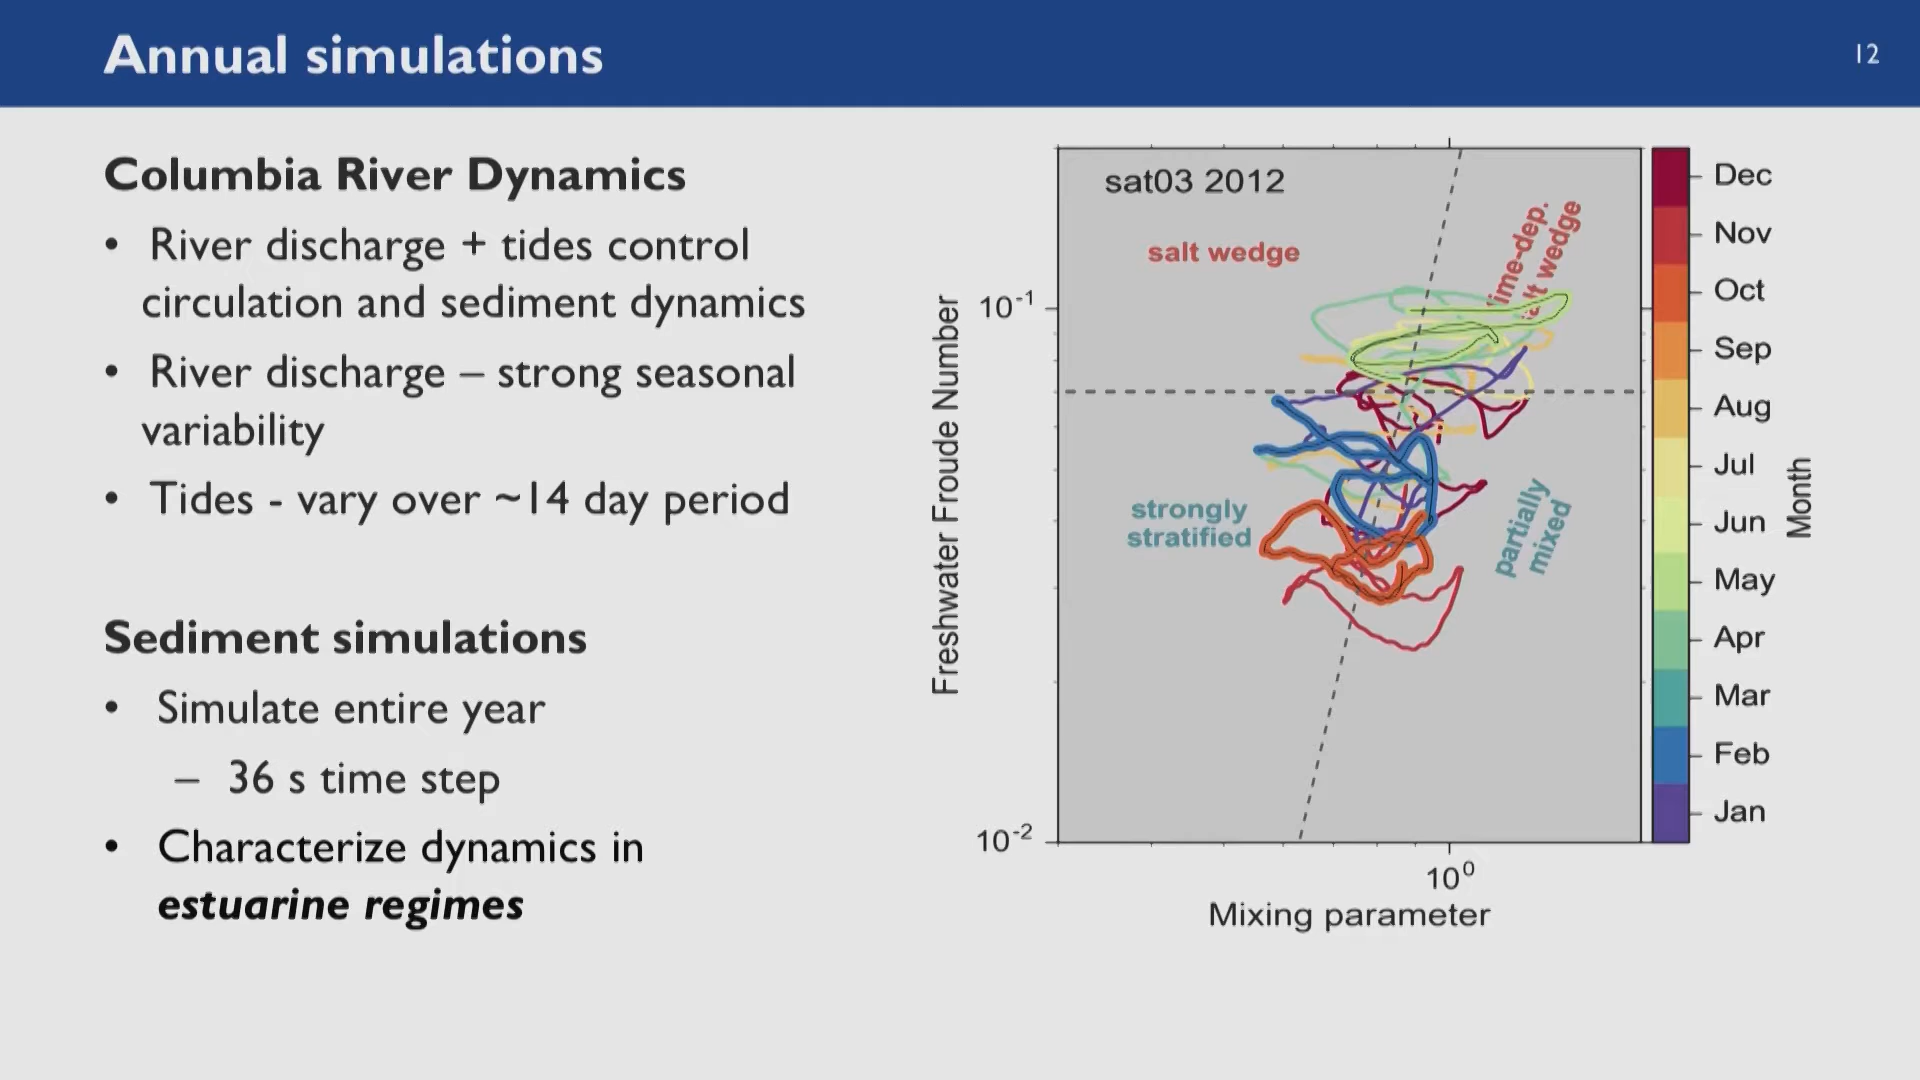 Annual simulations
12
Columbia River Dynamics
• River discharge + tides control
circulation and sediment dynamics
• River discharge – strong seasonal
variability
• Tides - vary over ~14 day period
Sediment simulations
• Simulate entire year
– 36 s time step
• Characterize dynamics in
estuarine regimes
sat03 2012
salt wedge
wedge
strongly
stratified
partially
mixed
Freshwater Froude Number
10⁻¹
10⁻²
10⁰
Mixing parameter
Dec
Nov
Oct
Sep
Aug
Jul
Jun
May
Apr
Mar
Feb
Jan
Month